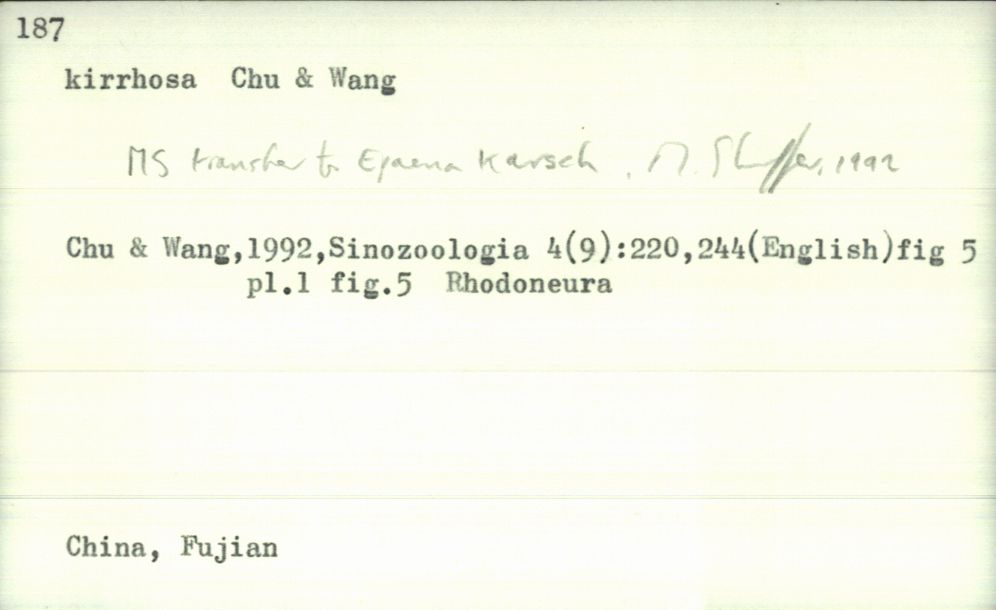 187
kirrhosa Chu & Wang
MS transfer to Epaena Karsch. M. Shaffer, 1992
Chu & Wang,1992,Sinozoologia 4(9):220,244(English)fig 5
pl.1 fig.5 Rhodoneura
China, Fujian